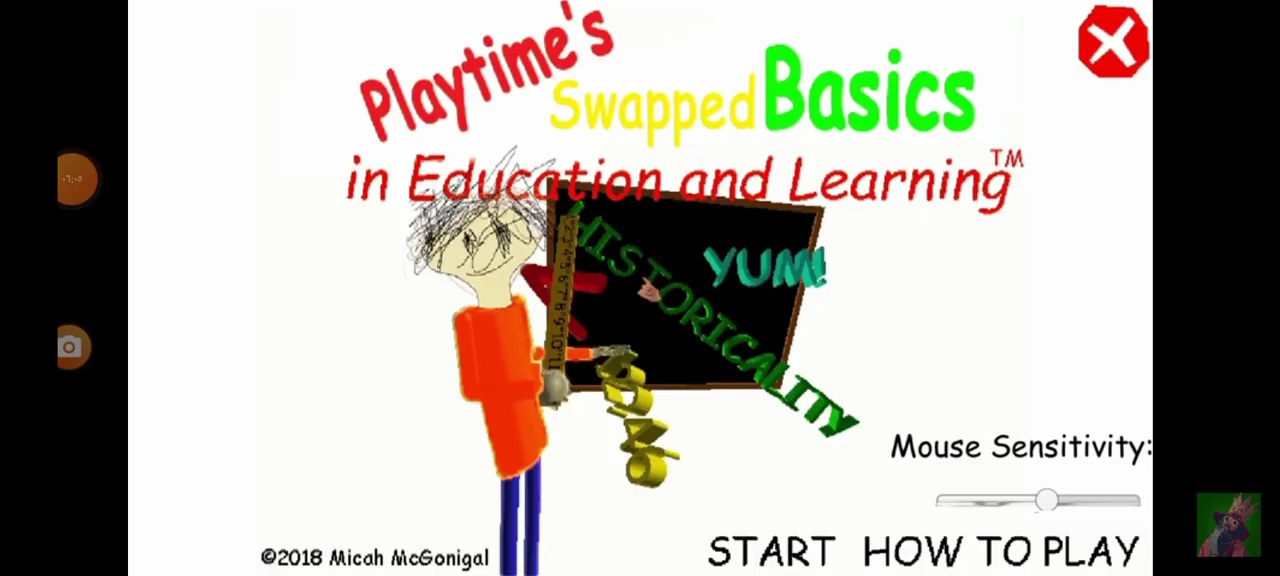 Playtime's
Swapped Basics
in Education and Learning™
HISTORICALITY
YUM!
Mouse Sensitivity:
START HOW TO PLAY
©2018 Micah McGonigal